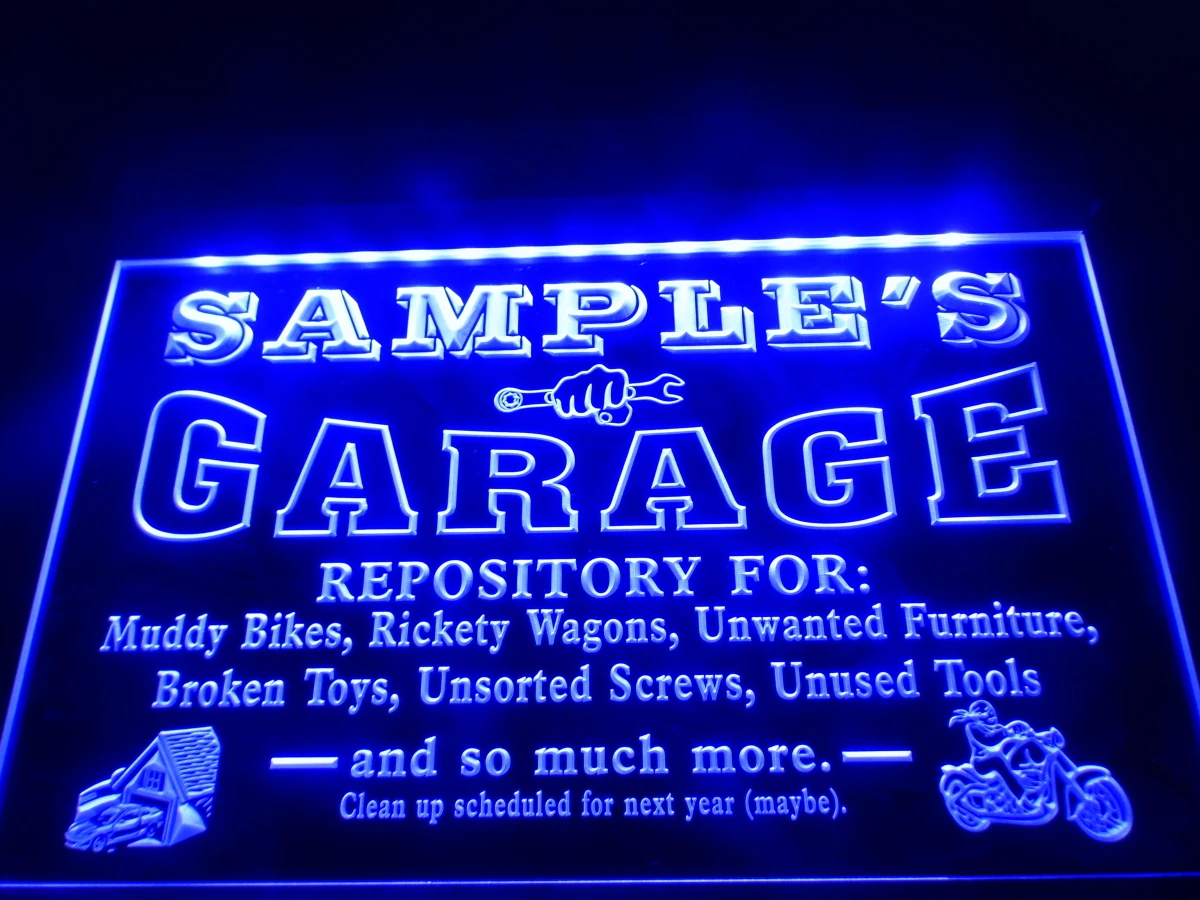 SAMPLE'S
GARAGE
REPOSITORY FOR:
Muddy Bikes, Rickety Wagons, Unwanted Furniture,
Broken Toys, Unsorted Screws, Unused Tools
—and so much more.—
Clean up scheduled for next year (maybe).